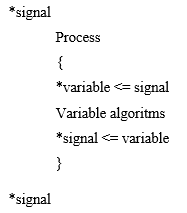 *signal
Process
{
*variable <= signal
Variable algoritms
*signal <= variable
}
*signal